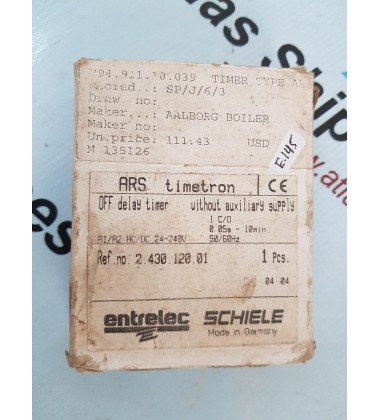 794.911.10.039 TIMER TYPE A
Stored..: SP/J/6/3
Draw no:
Maker...: AALBORG BOILER
Maker no:
Un.price: 111.43 USD
M 135126
E.145
ARS timetron CE
OFF delay timer without auxiliary supply
1 C/O
0.05s - 10min
A1/A2 AC/DC 24-240V 50/60Hz
Ref.no. 2.430.120.01 1 Pcs.
04 04
entrelec SCHIELE
Made in Germany